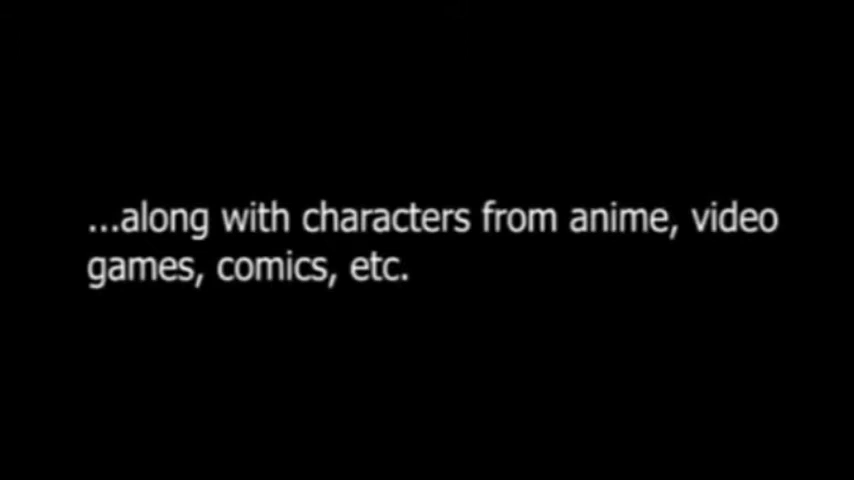 ...along with characters from anime, video
games, comics, etc.